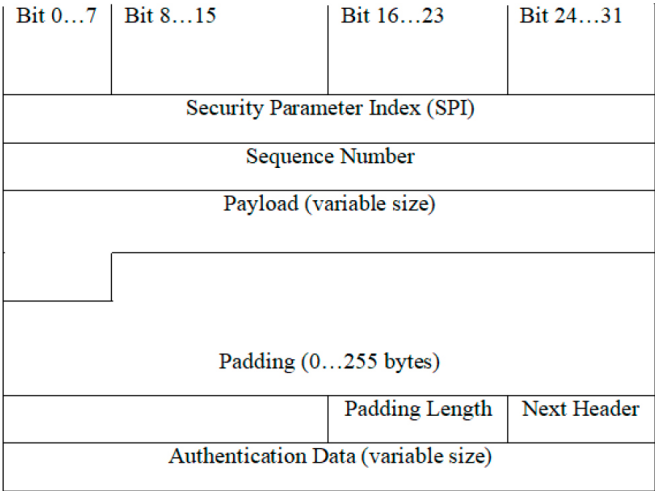 Bit 0…7 Bit 8…15 Bit 16…23 Bit 24…31
Security Parameter Index (SPI)
Sequence Number
Payload (variable size)
Padding (0…255 bytes)
Padding Length Next Header
Authentication Data (variable size)